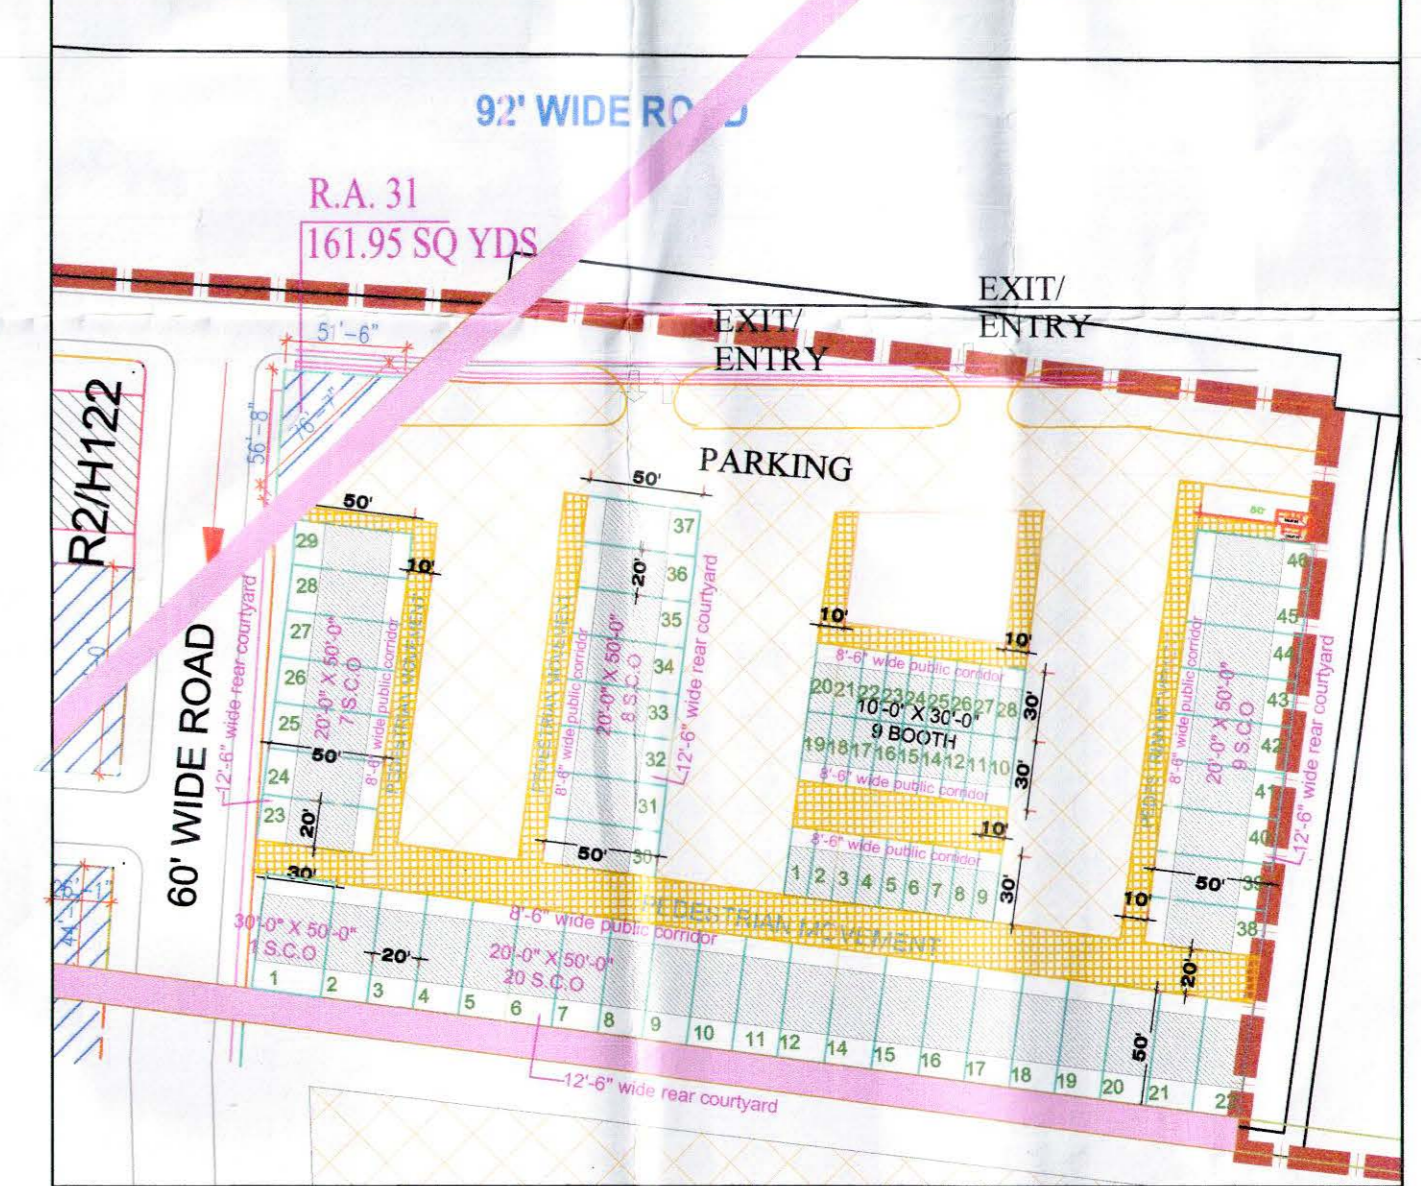 92' WIDE ROAD
R.A. 31
161.95 SQ YDS
EXIT/
ENTRY
EXIT/
ENTRY
51'-6"
56'-8"
76'-7"
R2/H122
60' WIDE ROAD
PARKING
50'
50'
50'
10'
29
28
27
26
25
24
23
20'-0" X 50'-0"
7 S.C.O
8'-6" wide public corridor
PEDESTRIAN MOVEMENT
12'-6" wide rear courtyard
50'
20'
30'
37
36
35
34
33
32
31
30
20'
20'-0" X 50'-0"
8 S.C.O
8'-6" wide public corridor
PEDESTRIAN MOVEMENT
12'-6" wide rear courtyard
50'
10'
10'
8'-6" wide public corridor
20 21 22 23 24 25 26 27 28
10'-0" X 30'-0"
9 BOOTH
19 18 17 16 15 14 12 11 10
8'-6" wide public corridor
30'
30'
10'
8'-6" wide public corridor
1 2 3 4 5 6 7 8 9
30'
46
45
44
43
42
41
40
39
38
20'-0" X 50'-0"
9 S.C.O
8'-6" wide public corridor
PEDESTRIAN MOVEMENT
12'-6" wide rear courtyard
50'
10'
20'
PEDESTRIAN MOVEMENT
8'-6" wide public corridor
30'-0" X 50'-0"
1 S.C.O
20'
20'-0" X 50'-0"
20 S.C.O
50'
1 2 3 4 5 6 7 8 9 10 11 12 14 15 16 17 18 19 20 21 22
12'-6" wide rear courtyard